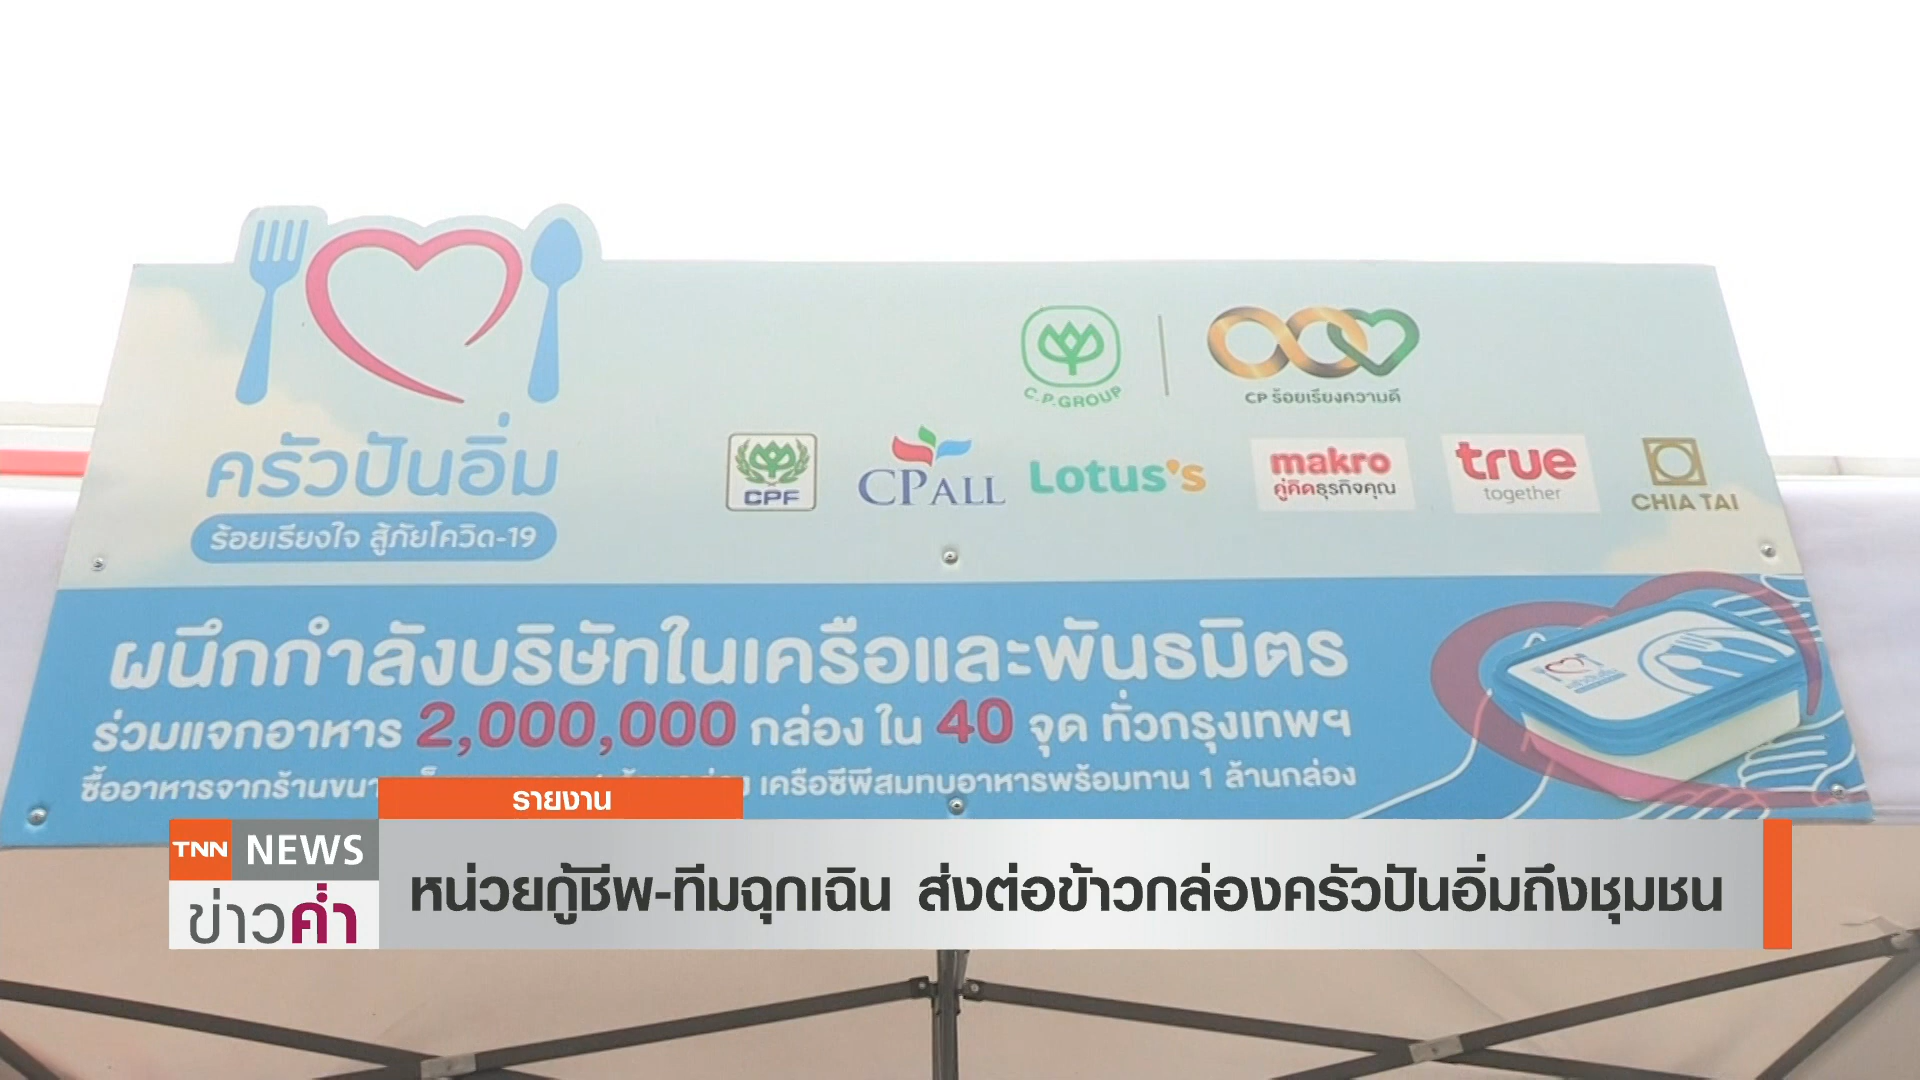 C.P.GROUP
CP ร้อยเรียงความดี
ครัวปันอิ่ม
CPF
CP ALL
Lotus's
makro
คู่คิดธุรกิจคุณ
true
together
CHIA TAI
ร้อยเรียงใจ สู้ภัยโควิด-19
ผนึกกำลังบริษัทในเครือและพันธมิตร
ร่วมแจกอาหาร 2,000,000 กล่อง ใน 40 จุด ทั่วกรุงเทพฯ
ซื้ออาหารจากร้านขนา เครือซีพีสมทบอาหารพร้อมทาน 1 ล้านกล่อง
รายงาน
TNN NEWS
ข่าวค่ำ
หน่วยกู้ชีพ-ทีมฉุกเฉิน ส่งต่อข้าวกล่องครัวปันอิ่มถึงชุมชน